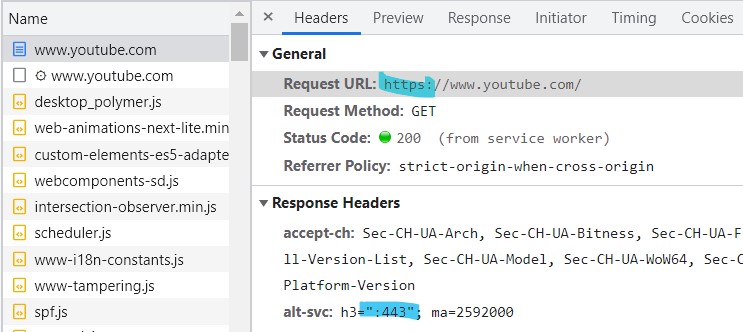 Name
www.youtube.com
www.youtube.com
desktop_polymer.js
web-animations-next-lite.min
custom-elements-es5-adapte
webcomponents-sd.js
intersection-observer.min.js
scheduler.js
www-i18n-constants.js
www-tampering.js
spf.js
Headers Preview Response Initiator Timing Cookies
General
Request URL: https://www.youtube.com/
Request Method: GET
Status Code: 200 (from service worker)
Referrer Policy: strict-origin-when-cross-origin
Response Headers
accept-ch: Sec-CH-UA-Arch, Sec-CH-UA-Bitness, Sec-CH-UA-F
ll-Version-List, Sec-CH-UA-Model, Sec-CH-UA-WoW64, Sec-C
Platform-Version
alt-svc: h3=":443"; ma=2592000